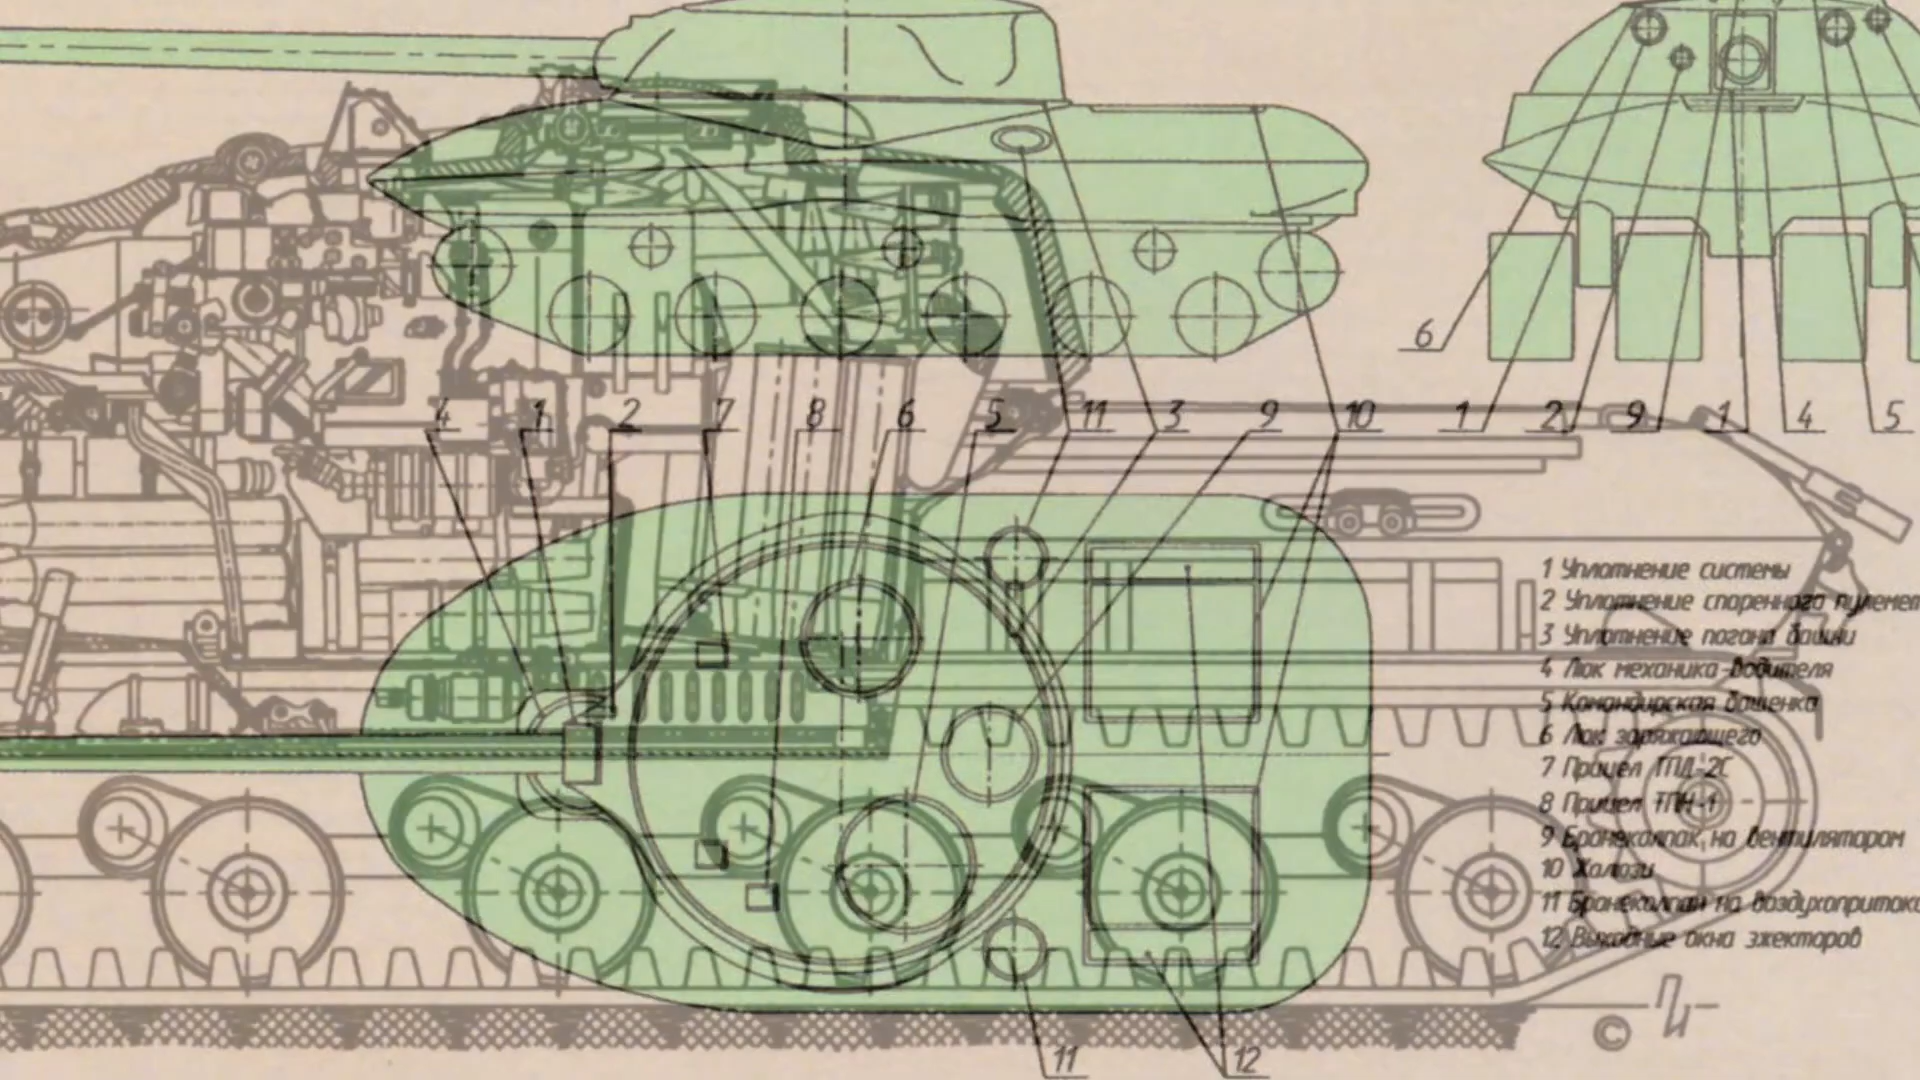 6
4 1 2 7 8 6 5 11 3 9 10 1 2 9 1 4 5
1 Уплотнение системы
2 Уплотнение спаренного пулемет
3 Уплотнение погона башни
4 Люк механика-водителя
5 Командирская башенка
6 Люк заряжающего
7 Прицел ТПД-2С
8 Прицел ТПН-1
9 Бронеколпак на вентилятором
10 Жалюзи
11 Бронеколпак на воздухопритоко
12 Выходные окна эжекторов
©
11 12